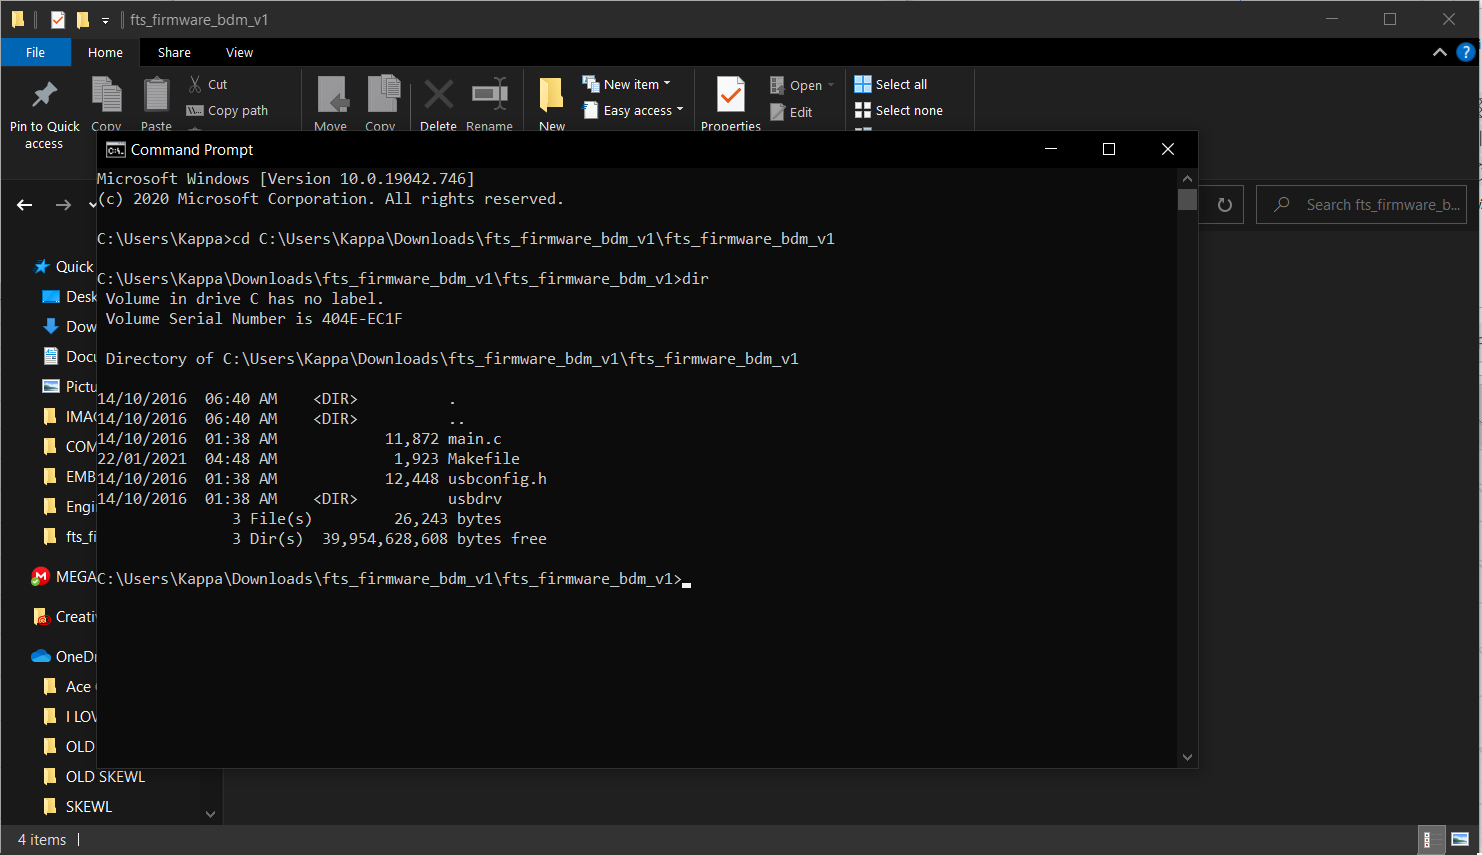 fts_firmware_bdm_v1
File Home Share View
Pin to Quick access
Copy
Paste
Cut
Copy path
Move
Copy
Delete
Rename
New
New item
Easy access
Properties
Open
Edit
Select all
Select none
Search fts_firmware_b...
Command Prompt
Microsoft Windows [Version 10.0.19042.746]
(c) 2020 Microsoft Corporation. All rights reserved.
C:\Users\Kappa>cd C:\Users\Kappa\Downloads\fts_firmware_bdm_v1\fts_firmware_bdm_v1
C:\Users\Kappa\Downloads\fts_firmware_bdm_v1\fts_firmware_bdm_v1>dir
Volume in drive C has no label.
Volume Serial Number is 404E-EC1F
Directory of C:\Users\Kappa\Downloads\fts_firmware_bdm_v1\fts_firmware_bdm_v1
14/10/2016  06:40 AM    <DIR>          .
14/10/2016  06:40 AM    <DIR>          ..
14/10/2016  01:38 AM            11,872 main.c
22/01/2021  04:48 AM             1,923 Makefile
14/10/2016  01:38 AM            12,448 usbconfig.h
14/10/2016  01:38 AM    <DIR>          usbdrv
3 File(s)         26,243 bytes
3 Dir(s)  39,954,628,608 bytes free
C:\Users\Kappa\Downloads\fts_firmware_bdm_v1\fts_firmware_bdm_v1>
Quick
Desk
Dow
Docu
Pictu
IMAG
COM
EMB
Engi
fts_fi
MEGA
Creati
OneDr
Ace
I LOV
OLD
OLD SKEWL
SKEWL
4 items